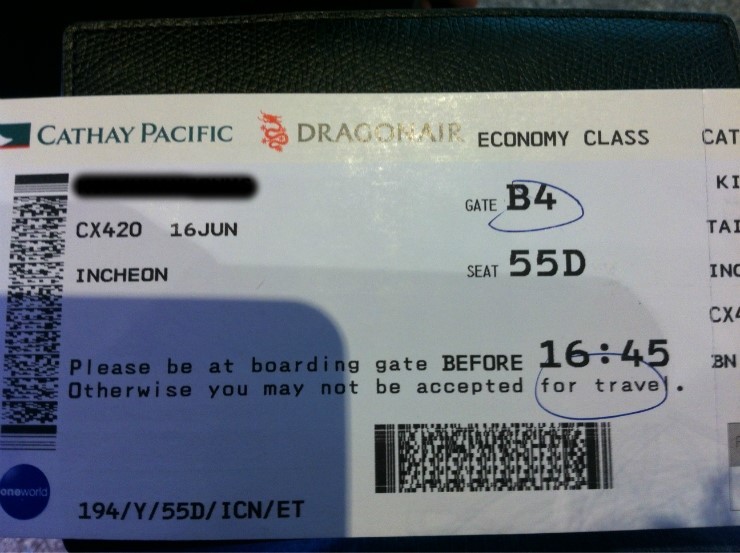 CATHAY PACIFIC DRAGONAIR ECONOMY CLASS CAT
KI
GATE B4
TAI
CX420 16JUN
INCHEON
SEAT 55D
INC
CX4
Please be at boarding gate BEFORE 16:45
BN
Otherwise you may not be accepted for travel.
oneworld
194/Y/55D/ICN/ET